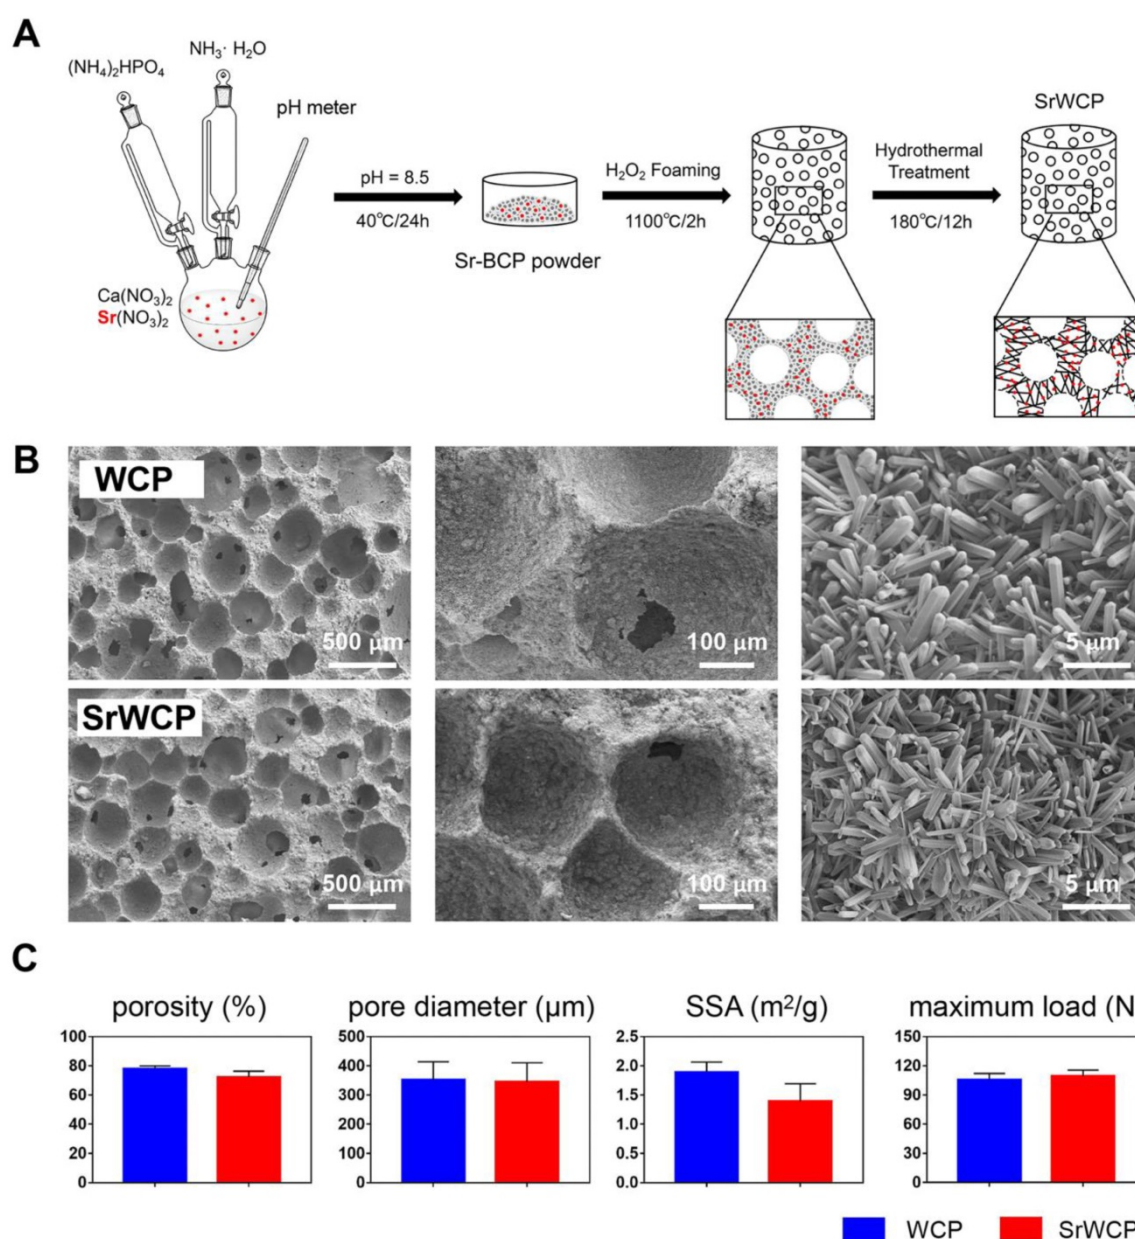 A
(NH₄)₂HPO₄
NH₃· H₂O
pH meter
Ca(NO₃)₂
Sr(NO₃)₂
pH = 8.5
40℃/24h
Sr-BCP powder
H₂O₂ Foaming
1100℃/2h
Hydrothermal
Treatment
180℃/12h
SrWCP
B
WCP
500 µm
100 µm
5 µm
SrWCP
500 µm
100 µm
5 µm
C
porosity (%)
100
80
60
40
20
0
pore diameter (µm)
500
400
300
200
100
0
SSA (m²/g)
2.5
2.0
1.5
1.0
0.5
0.0
maximum load (N
150
120
90
60
30
0
WCP
SrWCP